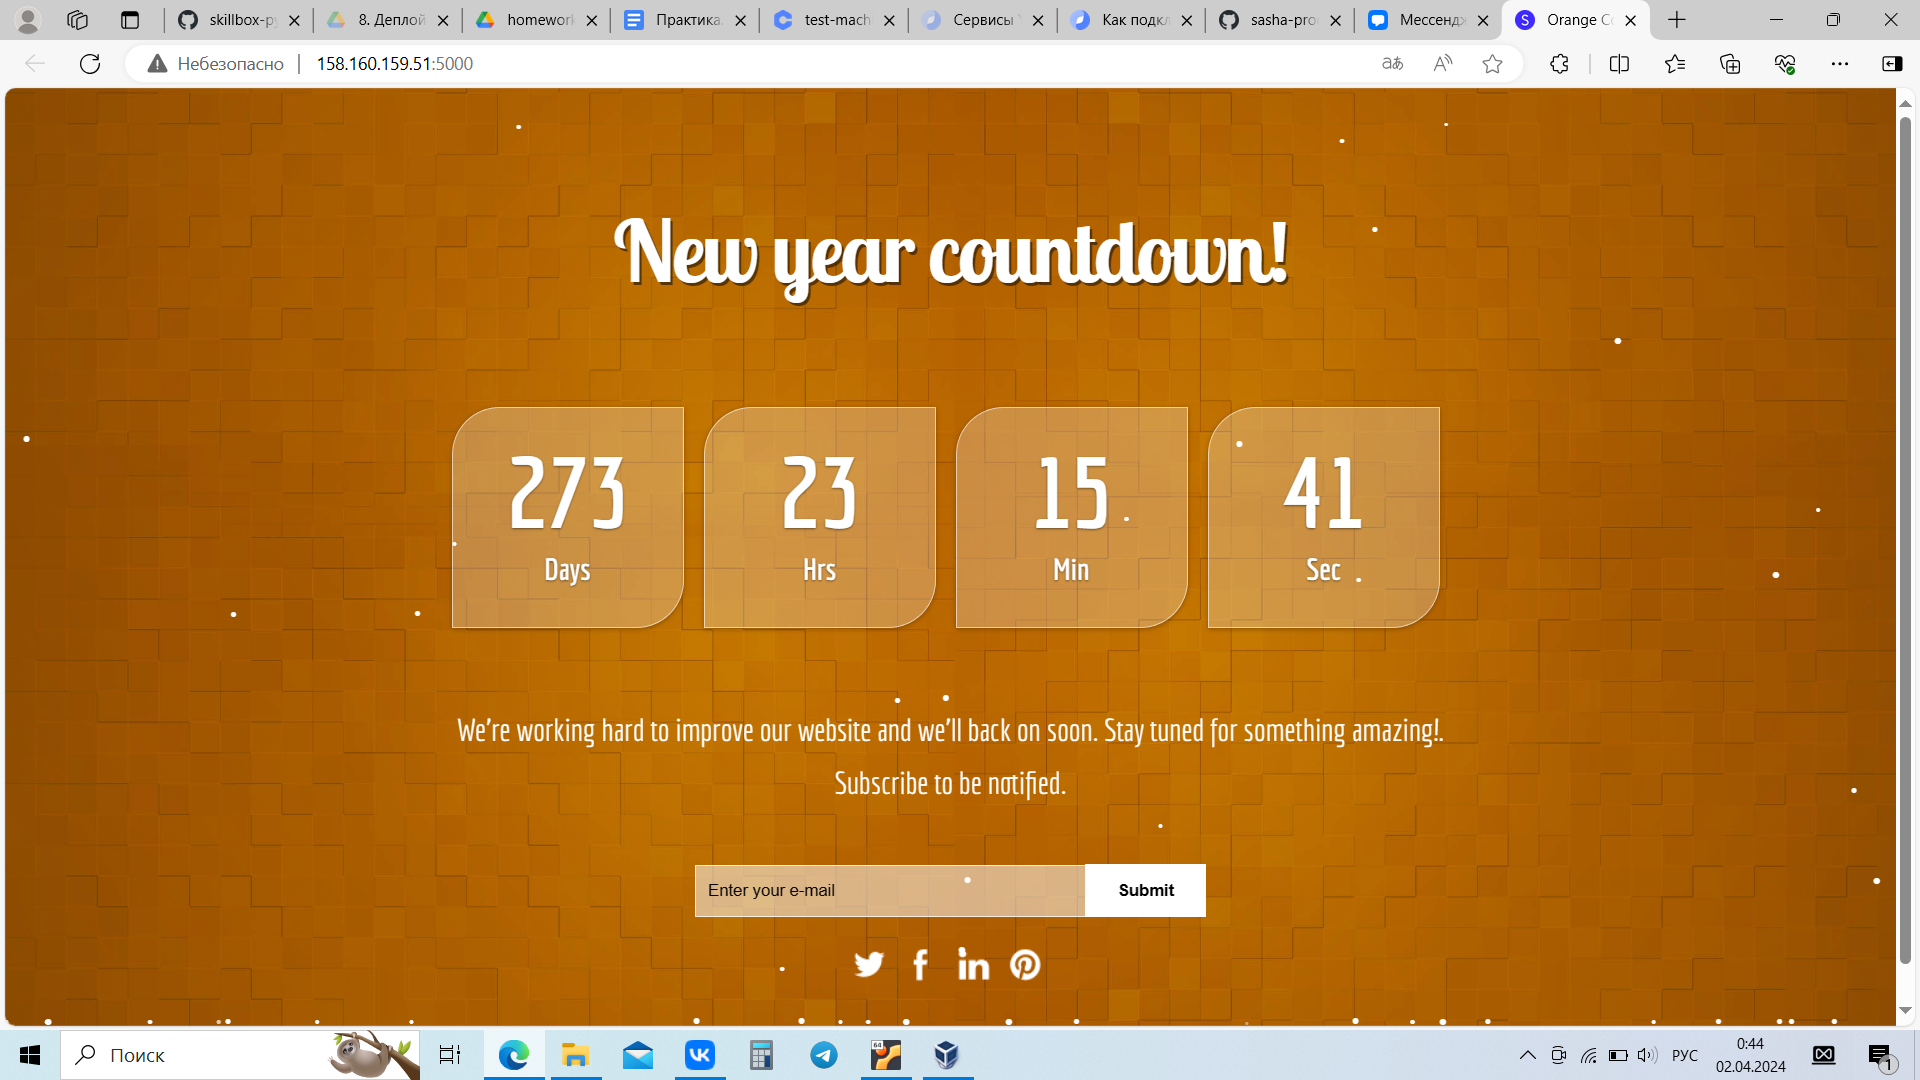 skillbox-py
8. Деплой
homework
Практика.
test-mach
Сервисы
Как подкл
sasha-pro
Мессендж
Orange Co
Небезопасно
158.160.159.51:5000
New year countdown!
273 23 15 41
Days Hrs Min Sec
We're working hard to improve our website and we'll back on soon. Stay tuned for something amazing!.
Subscribe to be notified.
Enter your e-mail Submit
Поиск
РУС
0:44
02.04.2024
1